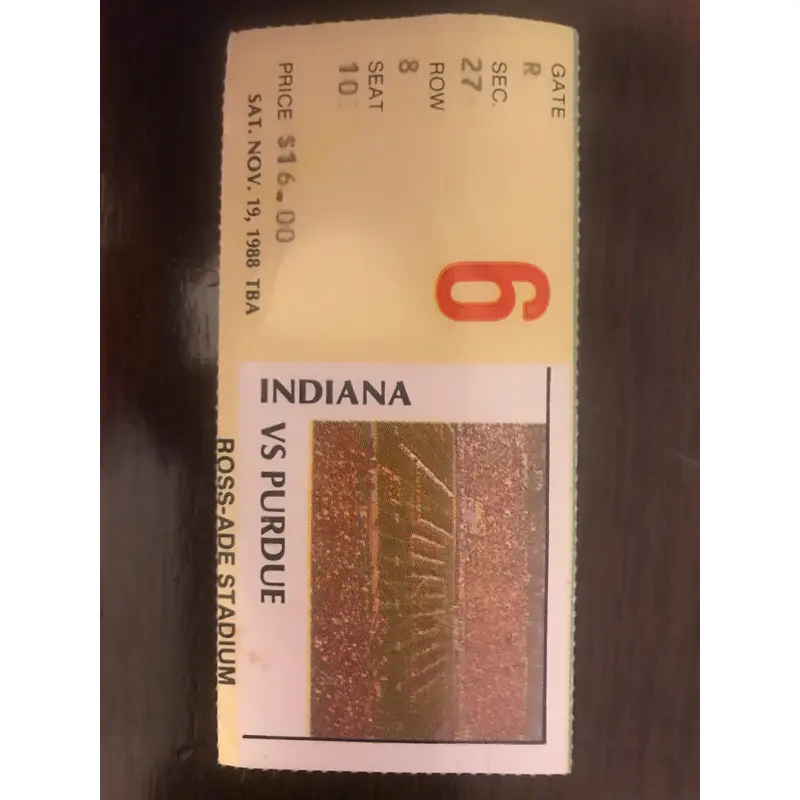 GATE
R
SEC.
27
ROW
8
SEAT
10
PRICE $16.00
SAT. NOV. 19, 1988 TBA
6
INDIANA
VS PURDUE
ROSS-ADE STADIUM